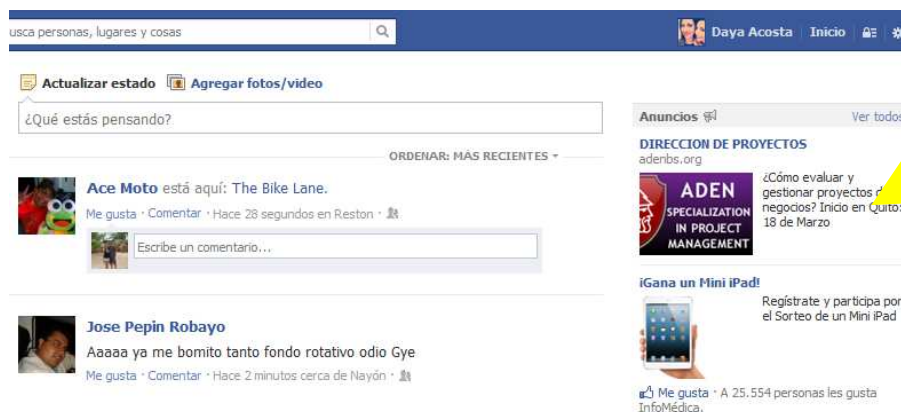 usca personas, lugares y cosas
Daya Acosta Inicio
Actualizar estado Agregar fotos/video
¿Qué estás pensando?
ORDENAR: MÁS RECIENTES
Ace Moto está aquí: The Bike Lane.
Me gusta · Comentar · Hace 28 segundos en Reston ·
Escribe un comentario...
Jose Pepin Robayo
Aaaaa ya me bomito tanto fondo rotativo odio Gye
Me gusta · Comentar · Hace 2 minutos cerca de Nayón ·
Anuncios Ver todos
DIRECCION DE PROYECTOS
adenbs.org
ADEN
SPECIALIZATION
IN PROJECT
MANAGEMENT
¿Cómo evaluar y
gestionar proyectos
negocios? Inicio en Quito:
18 de Marzo
¡Gana un Mini iPad!
Regístrate y participa por
el Sorteo de un Mini iPad
Me gusta · A 25.554 personas les gusta
InfoMédica.